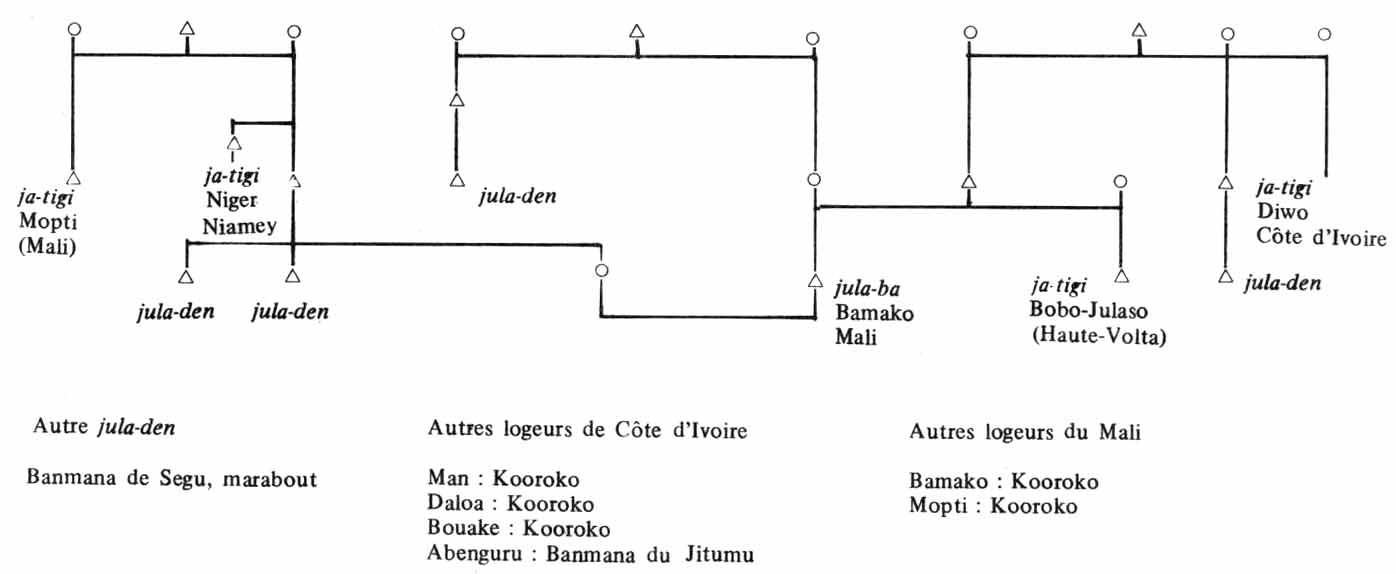 ja-tigi
Mopti
(Mali)
ja-tigi
Niger
Niamey
jula-den
jula-den
jula-den
jula-ba
Bamako
Mali
ja-tigi
Bobo-Julaso
(Haute-Volta)
ja-tigi
Diwo
Côte d'Ivoire
jula-den
Autre jula-den
Banmana de Segu, marabout
Autres logeurs de Côte d'Ivoire
Man : Kooroko
Daloa : Kooroko
Bouake : Kooroko
Abenguru : Banmana du Jitumu
Autres logeurs du Mali
Bamako : Kooroko
Mopti : Kooroko